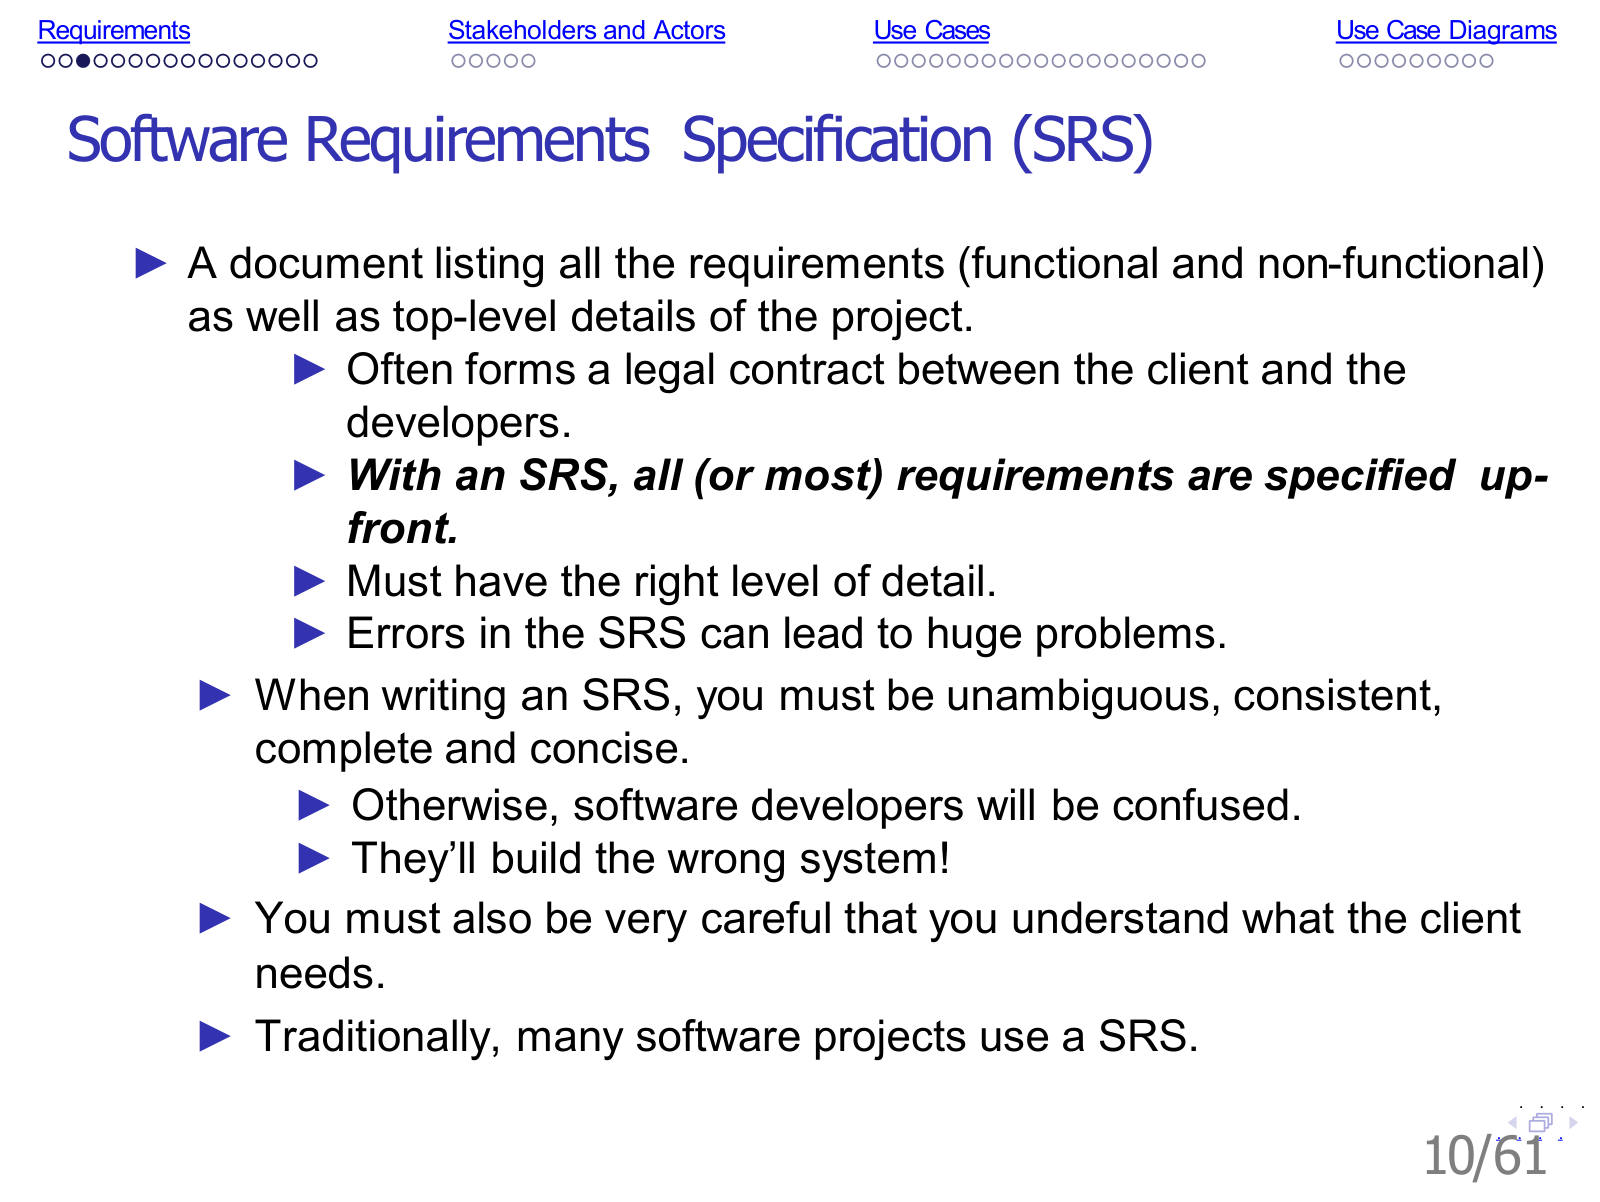 Requirements Stakeholders and Actors Use Cases Use Case Diagrams
Software Requirements Specification (SRS)
► A document listing all the requirements (functional and non-functional)
as well as top-level details of the project.
► Often forms a legal contract between the client and the
developers.
► With an SRS, all (or most) requirements are specified up-
front.
► Must have the right level of detail.
► Errors in the SRS can lead to huge problems.
► When writing an SRS, you must be unambiguous, consistent,
complete and concise.
► Otherwise, software developers will be confused.
► They’ll build the wrong system!
► You must also be very careful that you understand what the client
needs.
► Traditionally, many software projects use a SRS.
10/61